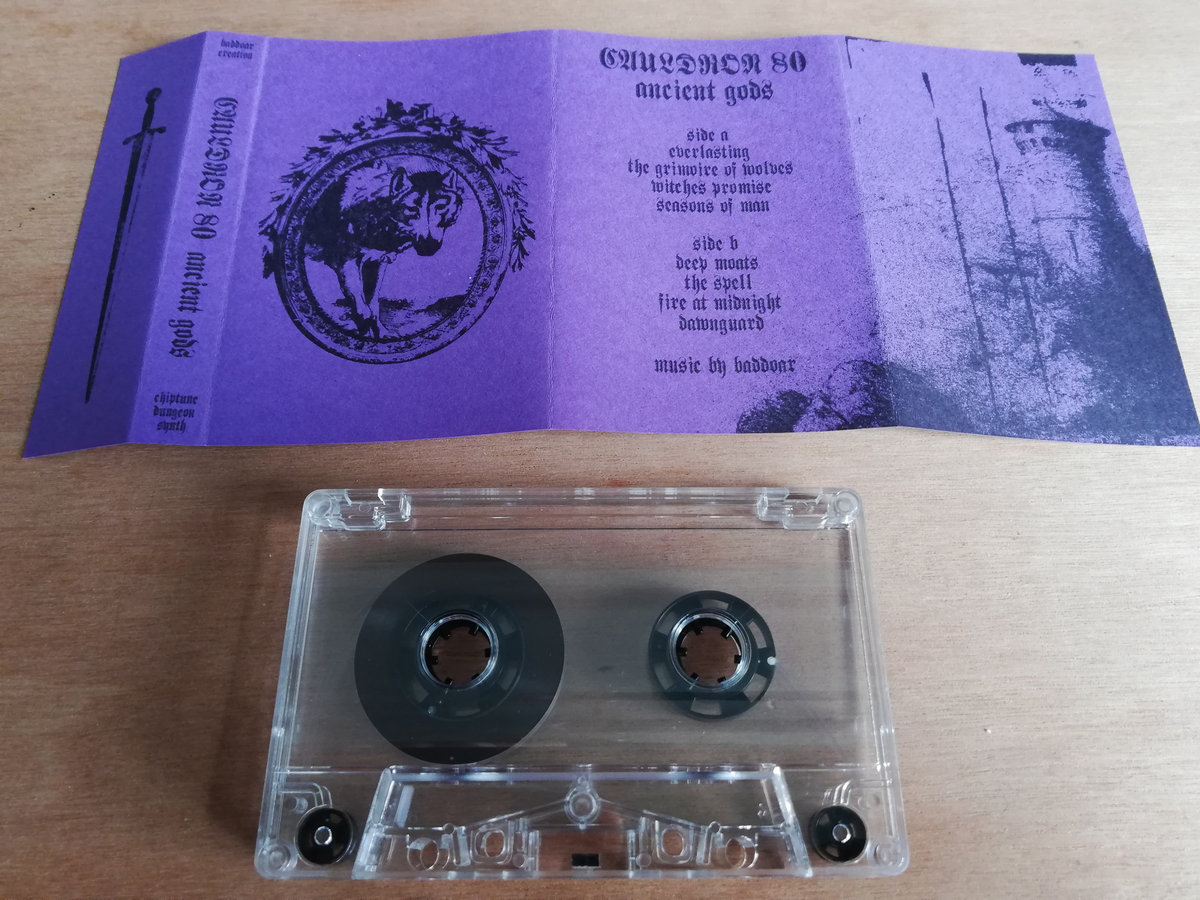 baddoar
creation
CAULDRON 80 ancient gods
chiptune
dungeon
synth
CAULDRON 80
ancient gods
side a
everlasting
the grimoire of wolves
witches promise
seasons of man
side b
deep moats
the spell
fire at midnight
dawnguard
music by baddoar